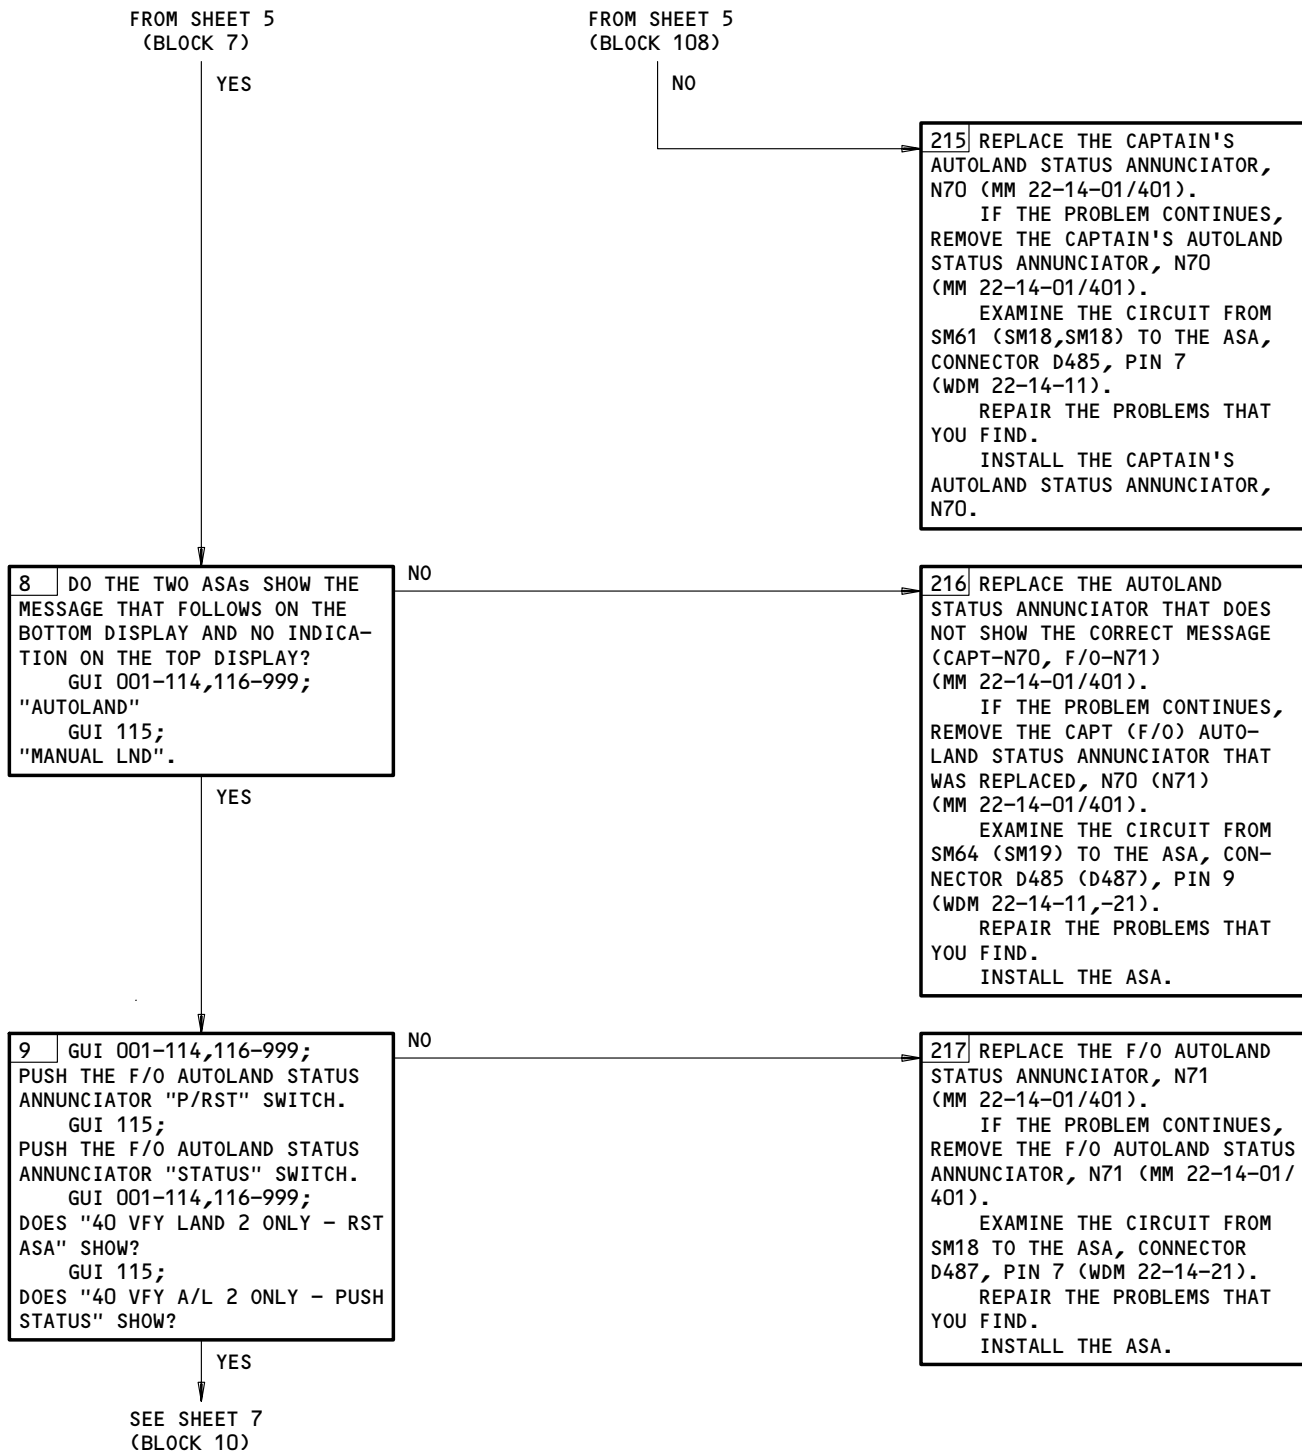 FROM SHEET 5
(BLOCK 7)
YES
FROM SHEET 5
(BLOCK 108)
NO
215 REPLACE THE CAPTAIN'S
AUTOLAND STATUS ANNUNCIATOR,
N70 (MM 22-14-01/401).
IF THE PROBLEM CONTINUES,
REMOVE THE CAPTAIN'S AUTOLAND
STATUS ANNUNCIATOR, N70
(MM 22-14-01/401).
EXAMINE THE CIRCUIT FROM
SM61 (SM18,SM18) TO THE ASA,
CONNECTOR D485, PIN 7
(WDM 22-14-11).
REPAIR THE PROBLEMS THAT
YOU FIND.
INSTALL THE CAPTAIN'S
AUTOLAND STATUS ANNUNCIATOR,
N70.
8 DO THE TWO ASAs SHOW THE
MESSAGE THAT FOLLOWS ON THE
BOTTOM DISPLAY AND NO INDICA-
TION ON THE TOP DISPLAY?
GUI 001-114,116-999;
"AUTOLAND"
GUI 115;
"MANUAL LND".
NO
YES
216 REPLACE THE AUTOLAND
STATUS ANNUNCIATOR THAT DOES
NOT SHOW THE CORRECT MESSAGE
(CAPT-N70, F/O-N71)
(MM 22-14-01/401).
IF THE PROBLEM CONTINUES,
REMOVE THE CAPT (F/O) AUTO-
LAND STATUS ANNUNCIATOR THAT
WAS REPLACED, N70 (N71)
(MM 22-14-01/401).
EXAMINE THE CIRCUIT FROM
SM64 (SM19) TO THE ASA, CON-
NECTOR D485 (D487), PIN 9
(WDM 22-14-11,-21).
REPAIR THE PROBLEMS THAT
YOU FIND.
INSTALL THE ASA.
9 GUI 001-114,116-999;
PUSH THE F/O AUTOLAND STATUS
ANNUNCIATOR "P/RST" SWITCH.
GUI 115;
PUSH THE F/O AUTOLAND STATUS
ANNUNCIATOR "STATUS" SWITCH.
GUI 001-114,116-999;
DOES "40 VFY LAND 2 ONLY - RST
ASA" SHOW?
GUI 115;
DOES "40 VFY A/L 2 ONLY - PUSH
STATUS" SHOW?
NO
YES
217 REPLACE THE F/O AUTOLAND
STATUS ANNUNCIATOR, N71
(MM 22-14-01/401).
IF THE PROBLEM CONTINUES,
REMOVE THE F/O AUTOLAND STATUS
ANNUNCIATOR, N71 (MM 22-14-01/
401).
EXAMINE THE CIRCUIT FROM
SM18 TO THE ASA, CONNECTOR
D487, PIN 7 (WDM 22-14-21).
REPAIR THE PROBLEMS THAT
YOU FIND.
INSTALL THE ASA.
SEE SHEET 7
(BLOCK 10)